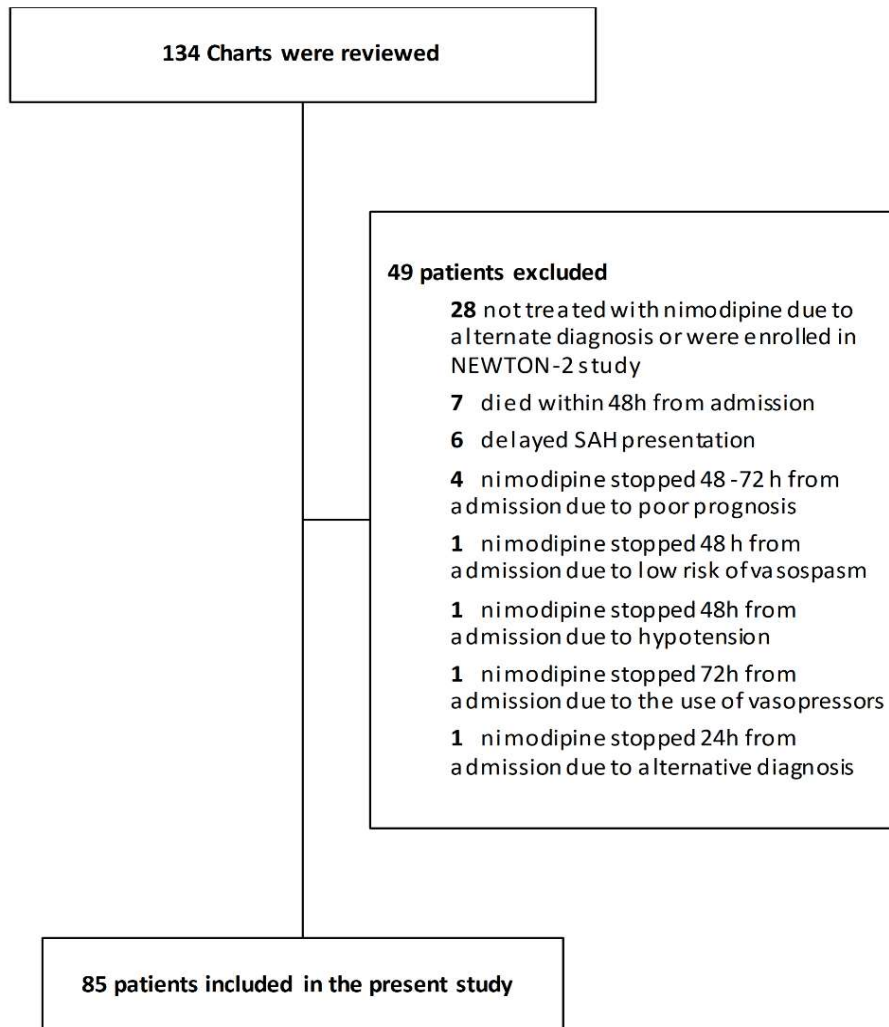 134 Charts were reviewed
49 patients excluded
28 not treated with nimodipine due to
alternate diagnosis or were enrolled in
NEWTON-2 study
7 died within 48h from admission
6 delayed SAH presentation
4 nimodipine stopped 48 -72 h from
admission due to poor prognosis
1 nimodipine stopped 48 h from
admission due to low risk of vasospasm
1 nimodipine stopped 48h from
admission due to hypotension
1 nimodipine stopped 72h from
admission due to the use of vasopressors
1 nimodipine stopped 24h from
admission due to alternative diagnosis
85 patients included in the present study